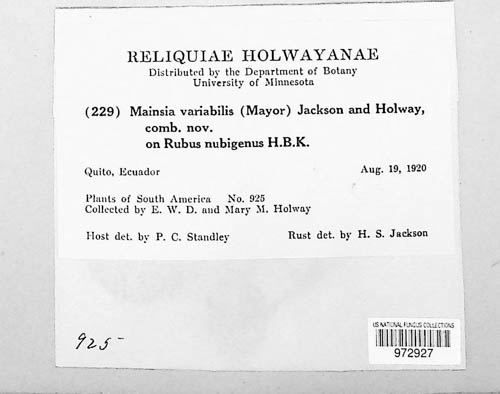 RELIQUIAE HOLWAYANAE
Distributed by the Department of Botany
University of Minnesota
(229) Mainsia variabilis (Mayor) Jackson and Holway,
comb. nov.
on Rubus nubigenus H.B.K.
Quito, Ecuador Aug. 19, 1920
Plants of South America No. 925
Collected by E. W. D. and Mary M. Holway
Host det. by P. C. Standley Rust det. by H. S. Jackson
925
US NATIONAL FUNGUS COLLECTIONS
972927